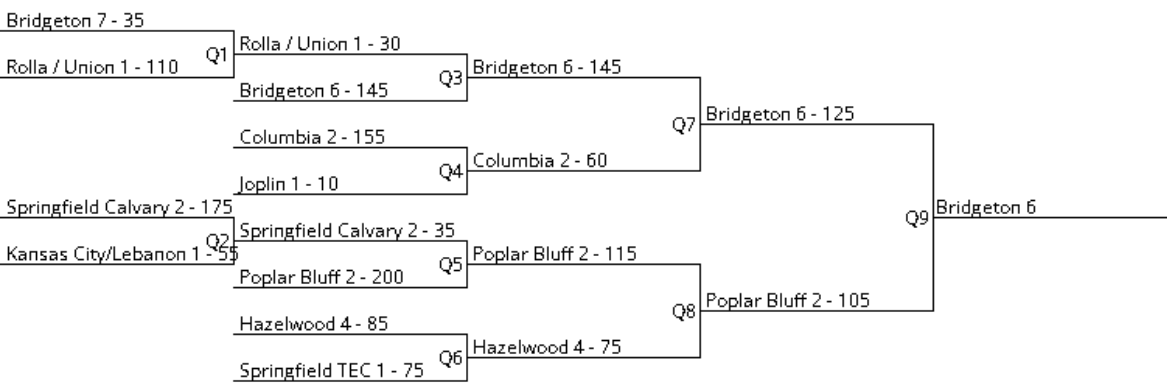 Bridgeton 7 - 35
Rolla / Union 1 - 110
Q1
Rolla / Union 1 - 30
Bridgeton 6 - 145
Q3
Bridgeton 6 - 145
Columbia 2 - 155
Joplin 1 - 10
Q4
Columbia 2 - 60
Q7
Bridgeton 6 - 125
Springfield Calvary 2 - 175
Kansas City/Lebanon 1 - 55
Q2
Springfield Calvary 2 - 35
Poplar Bluff 2 - 200
Q5
Poplar Bluff 2 - 115
Hazelwood 4 - 85
Springfield TEC 1 - 75
Q6
Hazelwood 4 - 75
Q8
Poplar Bluff 2 - 105
Q9
Bridgeton 6